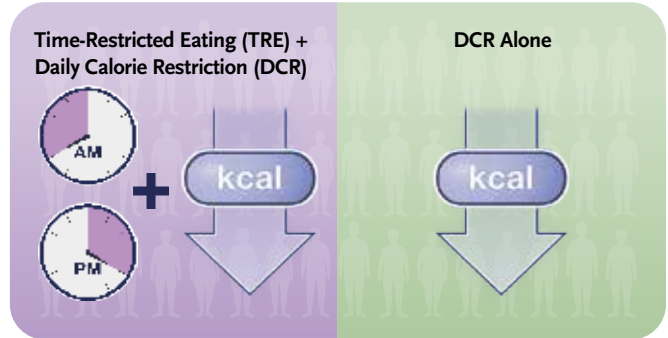 Time-Restricted Eating (TRE) +
Daily Calorie Restriction (DCR)
DCR Alone
AM
+
kcal
kcal
PM